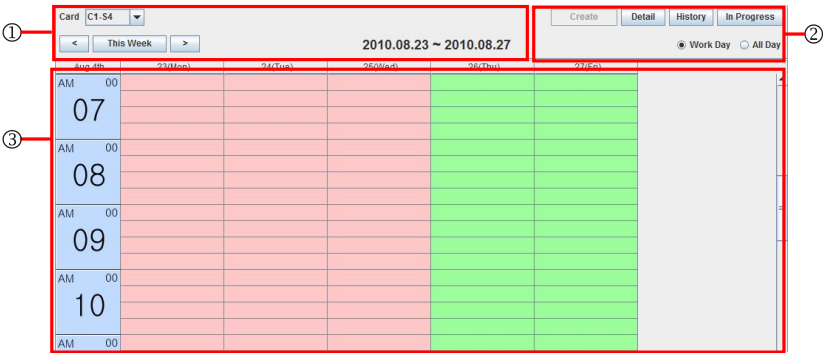 Card C1-S4 Create Detail History In Progress
① < This Week > 2010.08.23 ~ 2010.08.27 Work Day All Day ②
Aug 4th 23(Mon) 24(Tue) 25(Wed) 26(Thu) 27(Fri)
AM 00
07
③
AM 00
08
AM 00
09
AM 00
10
AM 00